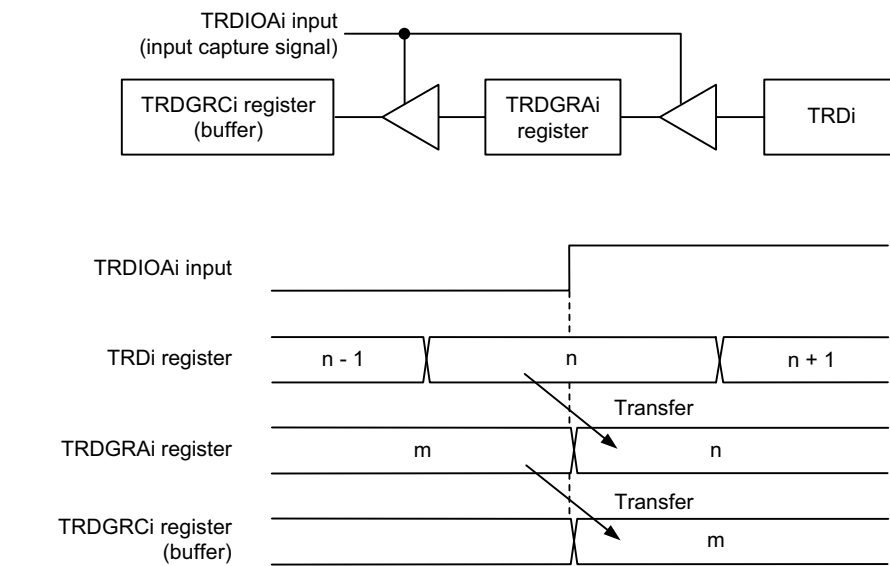 TRDIOAi input
(input capture signal)
TRDGRCi register
(buffer)
TRDGRAi
register
TRDi
TRDIOAi input
TRDi register
n - 1
n
n + 1
Transfer
TRDGRAi register
m
n
Transfer
TRDGRCi register
(buffer)
m